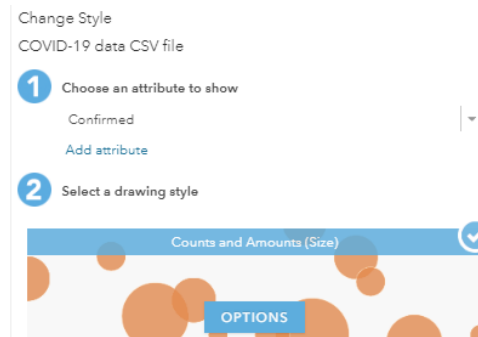 Change Style
COVID-19 data CSV file
1 Choose an attribute to show
Confirmed
Add attribute
2 Select a drawing style
Counts and Amounts (Size)
OPTIONS